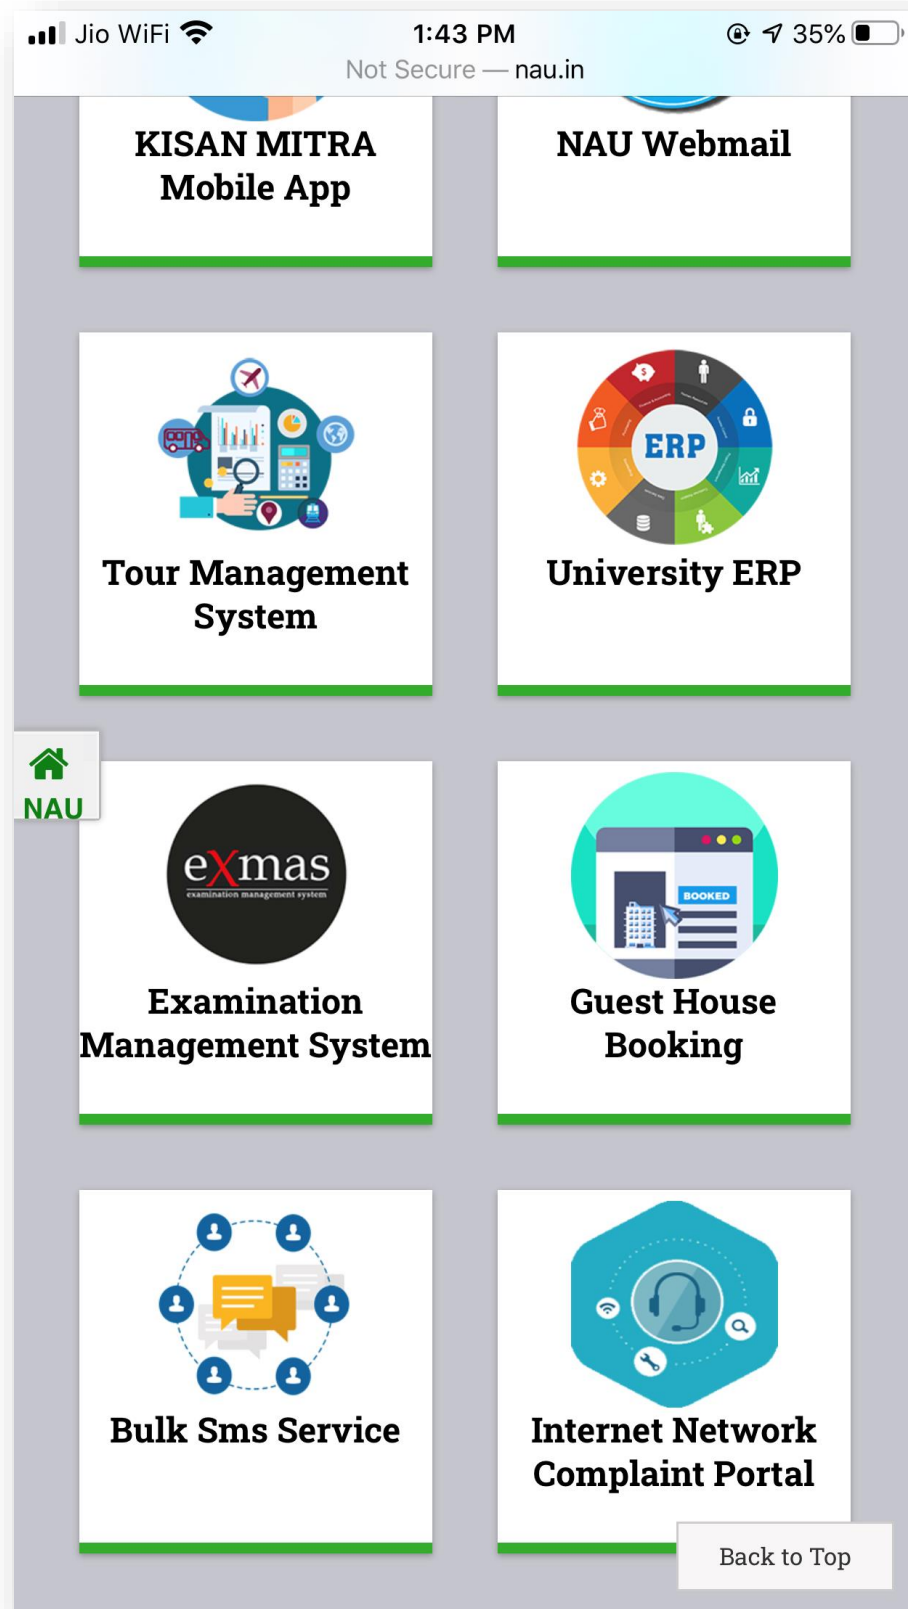 Jio WiFi
1:43 PM
35%
Not Secure — nau.in
KISAN MITRA
Mobile App
NAU Webmail
ERP
Tour Management
System
University ERP
NAU
eXmas
examination management system
BOOKED
Examination
Management System
Guest House
Booking
Bulk Sms Service
Internet Network
Complaint Portal
Back to Top